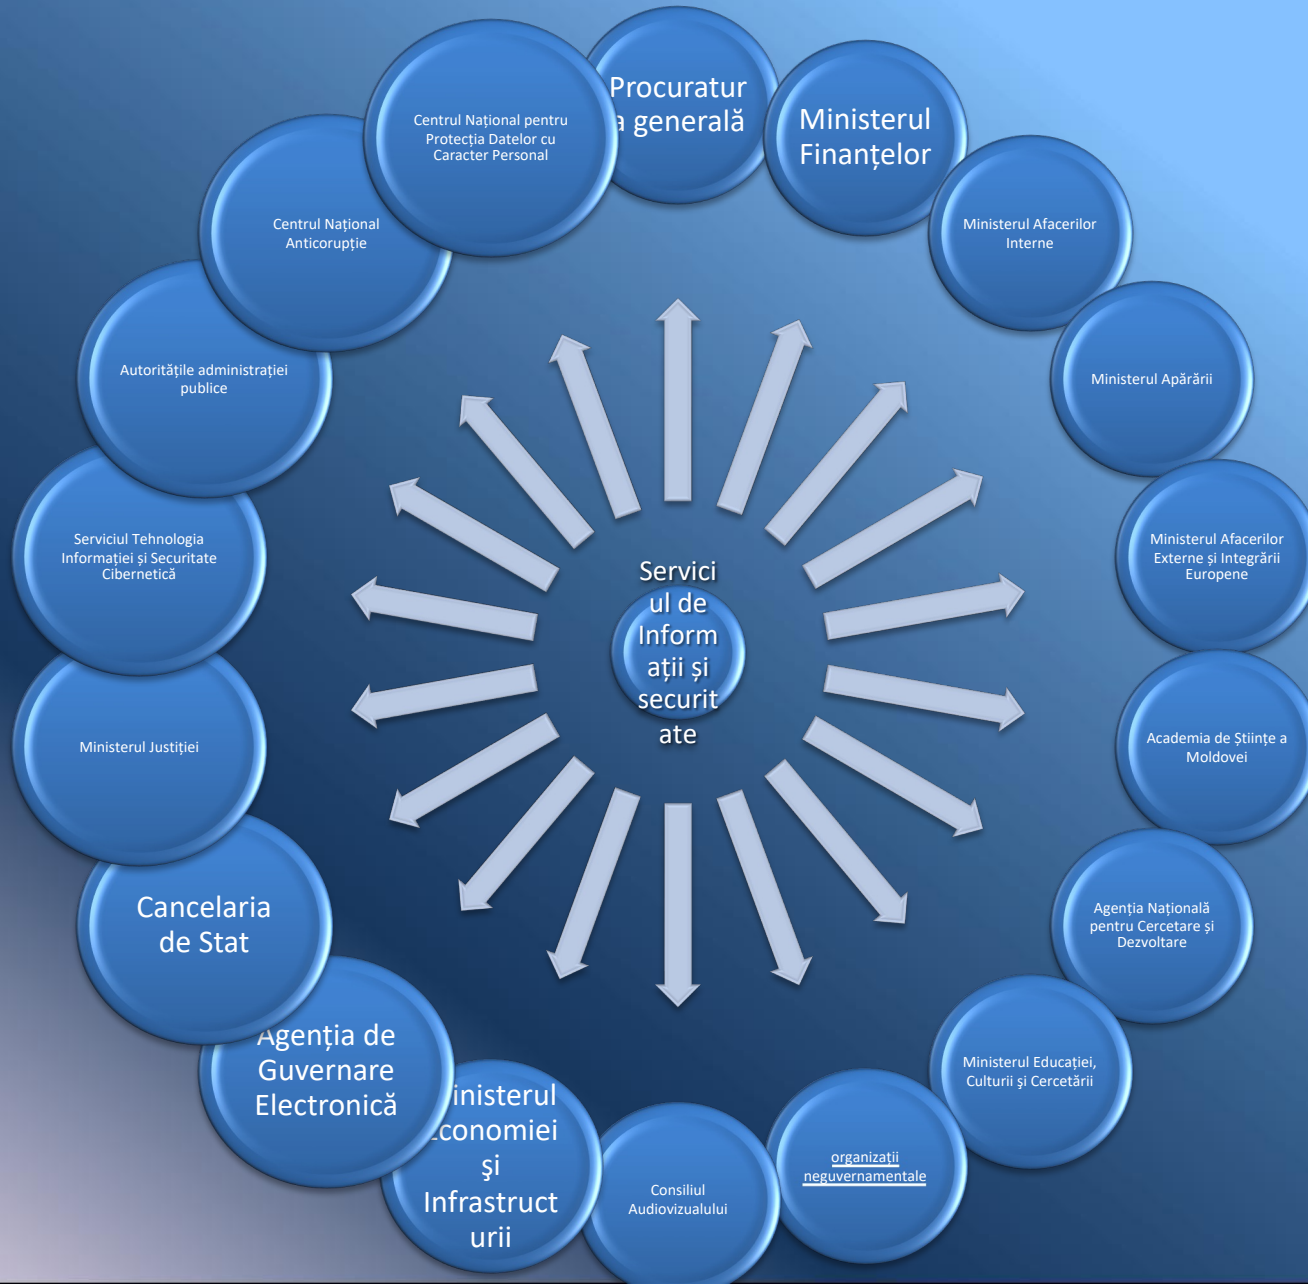 Procuratur
a generală
Ministerul
Finanțelor
Ministerul Afacerilor
Interne
Ministerul Apărării
Ministerul Afacerilor
Externe și Integrării
Europene
Academia de Științe a
Moldovei
Agenția Națională
pentru Cercetare și
Dezvoltare
Ministerul Educației,
Culturii şi Cercetării
organizații
neguvernamentale
Consiliul
Audiovizualului
inisterul
Economiei
şi
Infrastruct
urii
Agenția de
Guvernare
Electronică
Cancelaria
de Stat
Ministerul Justiției
Serviciul Tehnologia
Informației și Securitate
Cibernetică
Autoritățile administrației
publice
Centrul Național
Anticorupție
Centrul Național pentru
Protecția Datelor cu
Caracter Personal
Servici
ul de
Inform
ații și
securit
ate